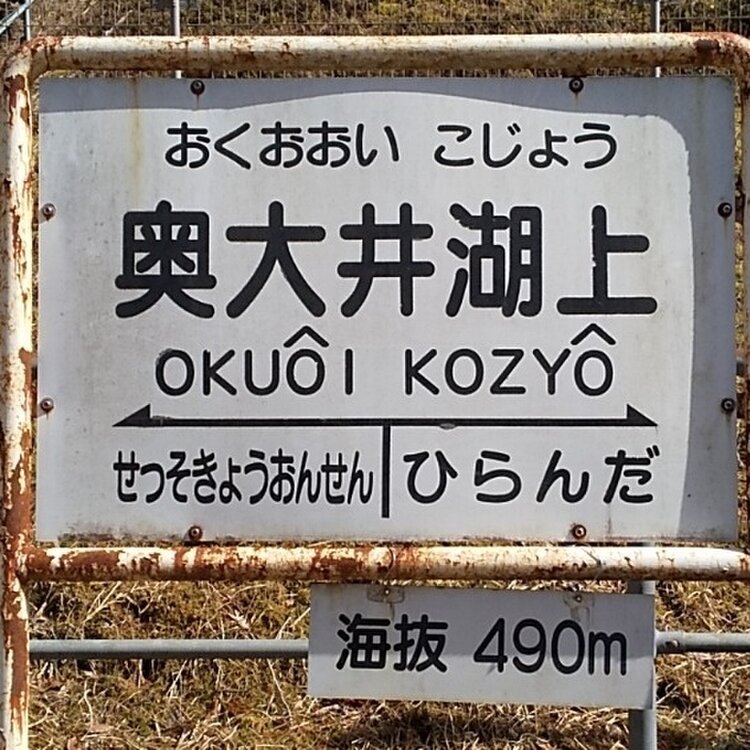 おくおおい こじょう
奥大井湖上
OKUÔI KOZYÔ
せっそきょうおんせん ひらんだ
海抜 490m